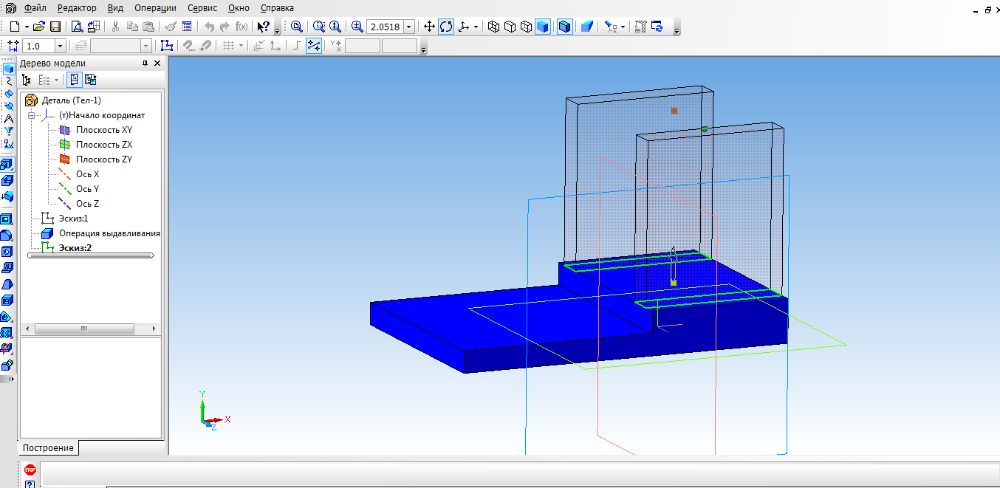 Файл Редактор Вид Операции Сервис Окно Справка
2.0518
1.0
Дерево модели
Деталь (Тел-1)
(т)Начало координат
Плоскость XY
Плоскость ZX
Плоскость ZY
Ось X
Ось Y
Ось Z
Эскиз:1
Операция выдавливания
Эскиз:2
Построение
Y
X
Z
STOP